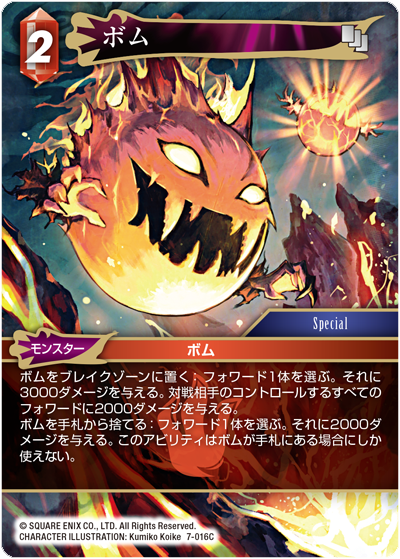 2
ボム
Special
モンスター
ボム
ボムをブレイクゾーンに置く：フォワード1体を選ぶ。それに
3000ダメージを与える。対戦相手のコントロールするすべての
フォワードに2000ダメージを与える。
ボムを手札から捨てる：フォワード1体を選ぶ。それに2000ダ
メージを与える。このアビリティはボムが手札にある場合にしか
使えない。
© SQUARE ENIX CO., LTD. All Rights Reserved.
CHARACTER ILLUSTRATION: Kumiko Koike 7-016C